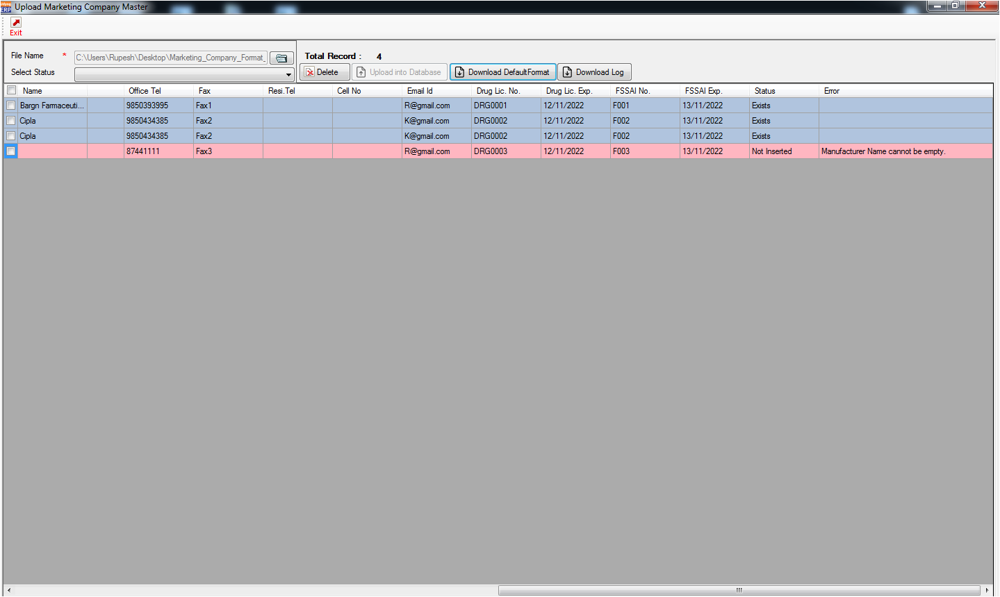 ERP Upload Marketing Company Master
Exit
File Name * C:\Users\Rupesh\Desktop\Marketing_Company_Format_
Total Record : 4
Select Status
Delete Upload into Database Download DefaultFormat Download Log
Name Office Tel Fax Resi.Tel Cell No Email Id Drug Lic. No. Drug Lic. Exp. FSSAI No. FSSAI Exp. Status Error
Bargn Farmaceuti... 9850393995 Fax1 R@gmail.com DRG0001 12/11/2022 F001 13/11/2022 Exists
Cipla 9850434385 Fax2 K@gmail.com DRG0002 12/11/2022 F002 13/11/2022 Exists
Cipla 9850434385 Fax2 K@gmail.com DRG0002 12/11/2022 F002 13/11/2022 Exists
87441111 Fax3 R@gmail.com DRG0003 12/11/2022 F003 13/11/2022 Not Inserted Manufacturer Name cannot be empty.